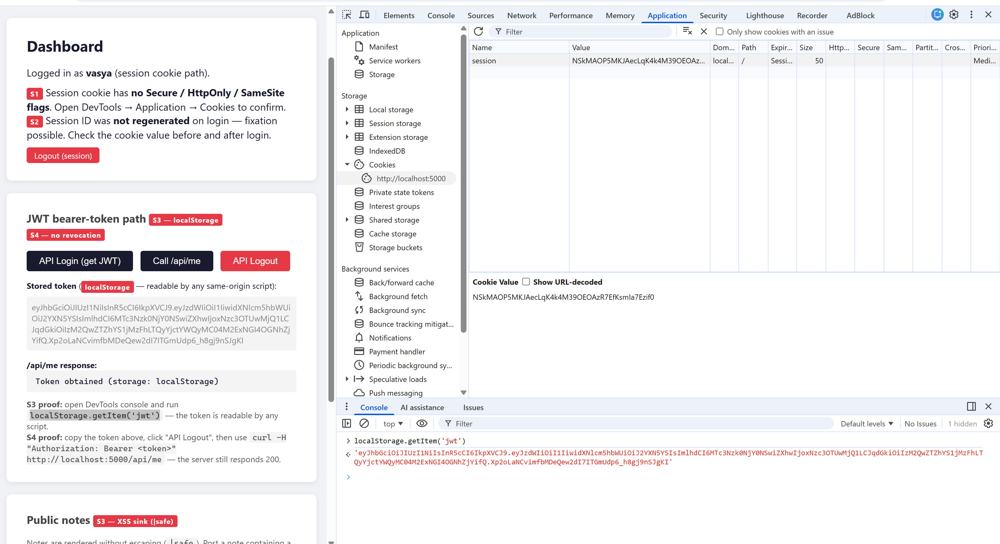 Dashboard
Logged in as vasya (session cookie path).
S1 Session cookie has no Secure / HttpOnly / SameSite
flags. Open DevTools → Application → Cookies to confirm.
S2 Session ID was not regenerated on login — fixation
possible. Check the cookie value before and after login.
Logout (session)
JWT bearer-token path S3 — localStorage
S4 — no revocation
API Login (get JWT) Call /api/me API Logout
Stored token (localStorage — readable by any same-origin script):
eyJhbGciOiJIUzI1NiIsInR5cCI6IkpXVCJ9.eyJzdWIiOiI1IiwidXNlcm5hbWUi
OiJ2YXN5YSIsImlhdCI6MTc3Nzk0NjY0NSwiZXhwIjoxNzc3OTUwMjQ1LC
JqdGkiOiIzM2QwZTZhYS1jMzFhLTQyYjctYWQyMC04M2ExNGI4OGNhZj
YifQ.Xp2oLaNCvimfbMDeQew2dI7ITGmUdp6_h8gj9nSJgKI
/api/me response:
Token obtained (storage: localStorage)
S3 proof: open DevTools console and run
localStorage.getItem('jwt') — the token is readable by any
script.
S4 proof: copy the token above, click "API Logout", then use curl -H
"Authorization: Bearer <token>"
http://localhost:5000/api/me — the server still responds 200.
Public notes S3 — XSS sink (|safe)
Notes are rendered without escaping (|safe). Post a note containing a
Elements Console Sources Network Performance Memory Application Security Lighthouse Recorder AdBlock
Application
Manifest
Service workers
Storage
Storage
Local storage
Session storage
Extension storage
IndexedDB
Cookies
http://localhost:5000
Private state tokens
Interest groups
Shared storage
Cache storage
Storage buckets
Background services
Back/forward cache
Background fetch
Background sync
Bounce tracking mitigat...
Notifications
Payment handler
Periodic background sy...
Speculative loads
Push messaging
Filter Only show cookies with an issue
Name Value Dom... Path Expir... Size Http... Secure Sam... Partit... Cros... Priori...
session NSkMAOP5MKJAecLqK4k4M39OEOAz... local... / Sessi... 50 Medi...
Cookie Value Show URL-decoded
NSkMAOP5MKJAecLqK4k4M39OEOAzR7EfKsmIa7Ezif0
Console AI assistance Issues
top Filter Default levels No Issues 1 hidden
localStorage.getItem('jwt')
'eyJhbGciOiJIUzI1NiIsInR5cCI6IkpXVCJ9.eyJzdWIiOiI1IiwidXNlcm5hbWUiOiJ2YXN5YSIsImlhdCI6MTc3Nzk0NjY0NSwiZXhwIjoxNzc3OTUwMjQ1LCJqdGkiOiIzM2QwZTZhYS1jMzFhLT
QyYjctYWQyMC04M2ExNGI4OGNhZjYifQ.Xp2oLaNCvimfbMDeQew2dI7ITGmUdp6_h8gj9nSJgKI'